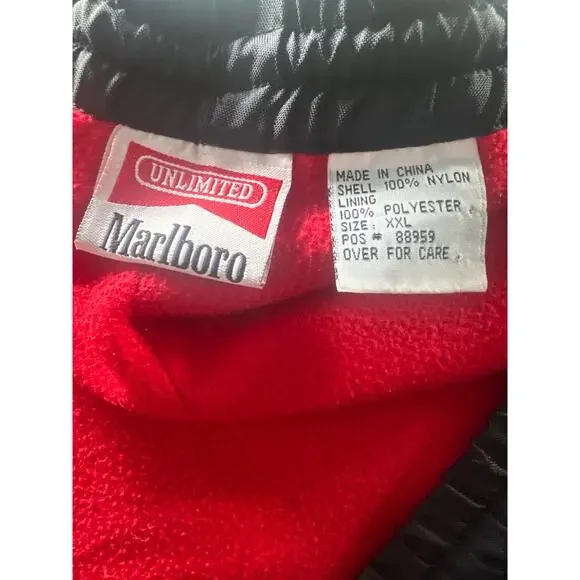 UNLIMITED
Marlboro
MADE IN CHINA
SHELL 100% NYLON
LINING
100% POLYESTER
SIZE: XXL
POS # 88959
OVER FOR CARE.